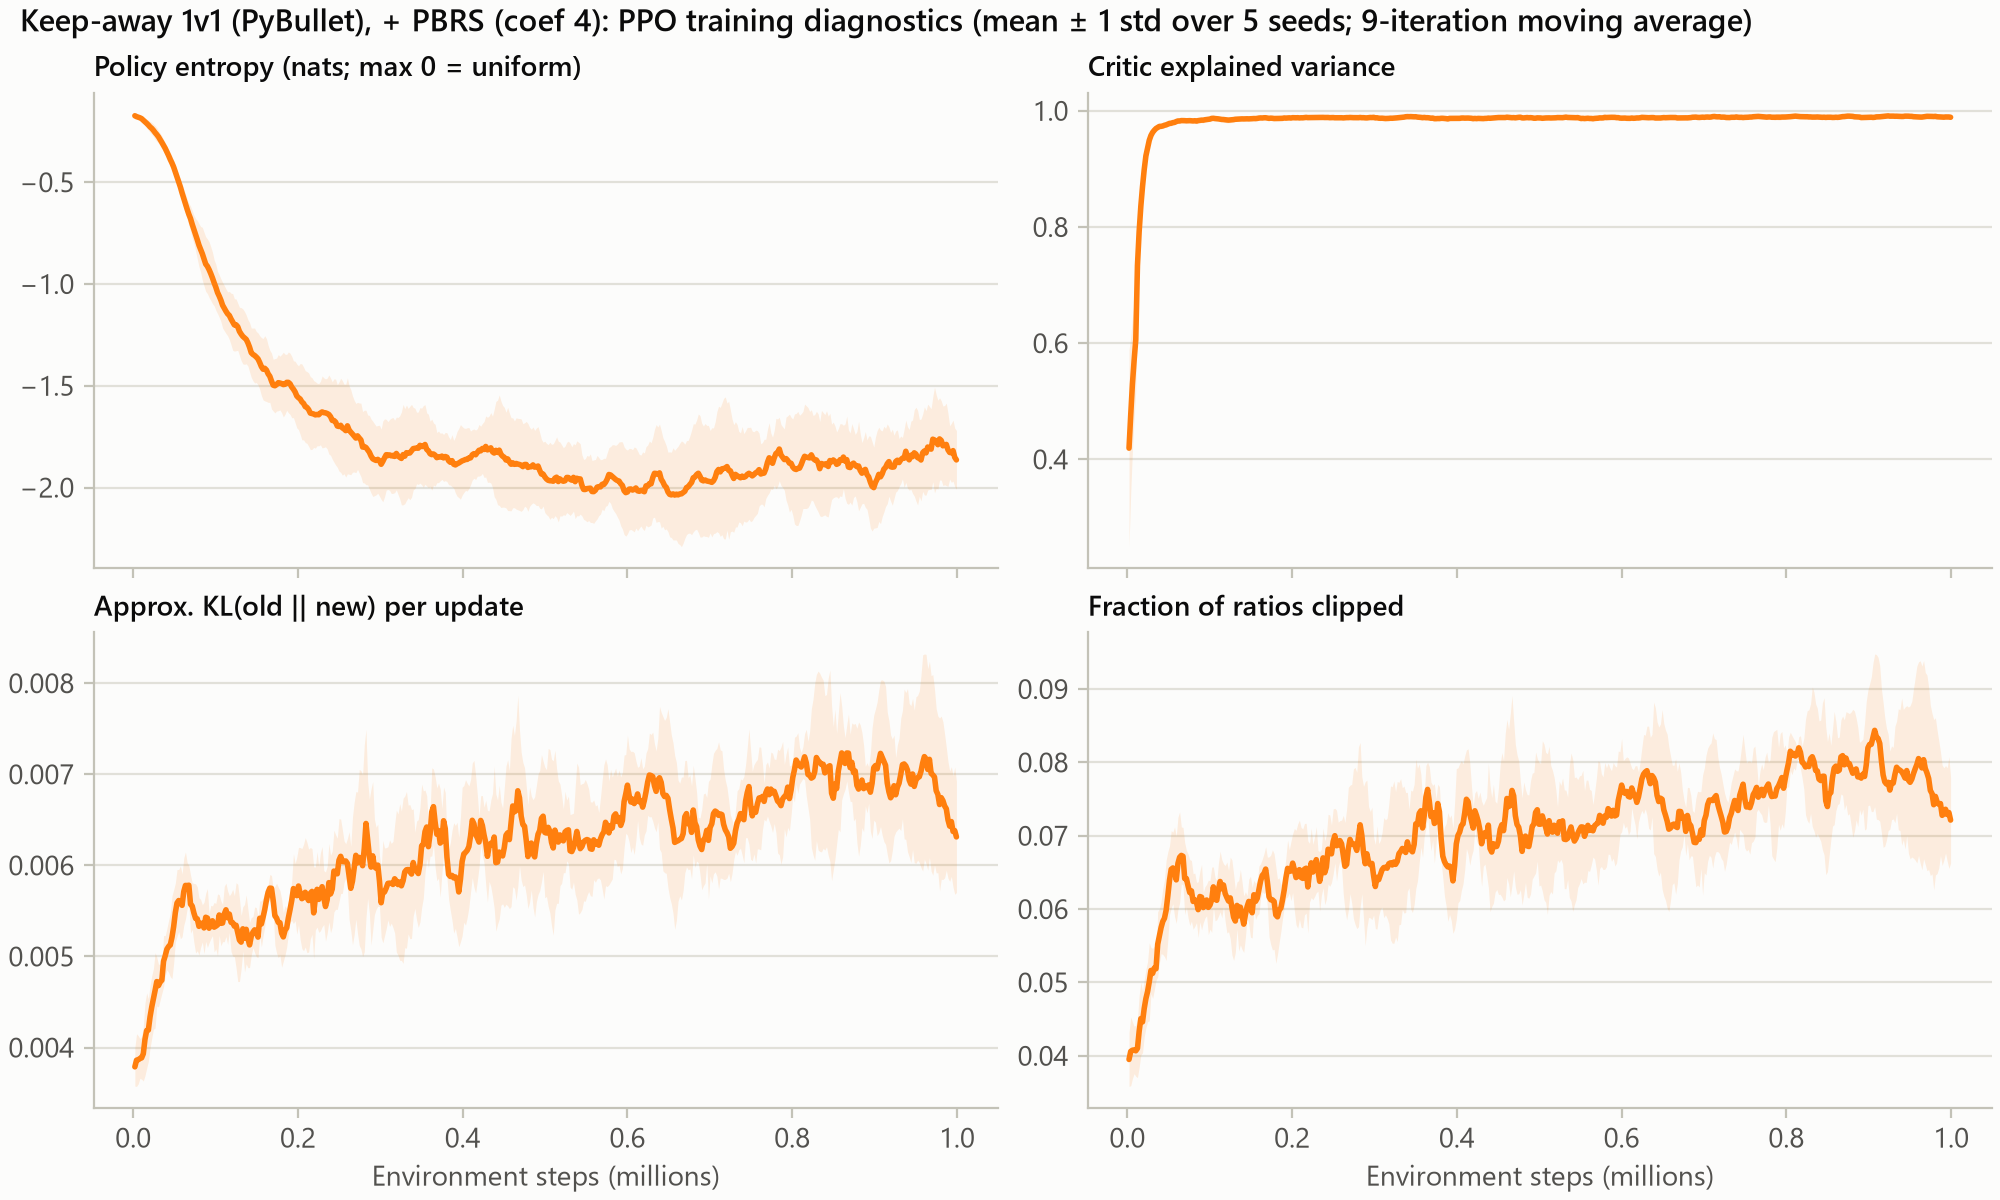 Keep-away 1v1 (PyBullet), + PBRS (coef 4): PPO training diagnostics (mean ± 1 std over 5 seeds; 9-iteration moving average)
Policy entropy (nats; max 0 = uniform)
−0.5
−1.0
−1.5
−2.0
Critic explained variance
1.0
0.8
0.6
0.4
Approx. KL(old || new) per update
0.008
0.007
0.006
0.005
0.004
0.0 0.2 0.4 0.6 0.8 1.0
Environment steps (millions)
Fraction of ratios clipped
0.09
0.08
0.07
0.06
0.05
0.04
0.0 0.2 0.4 0.6 0.8 1.0
Environment steps (millions)